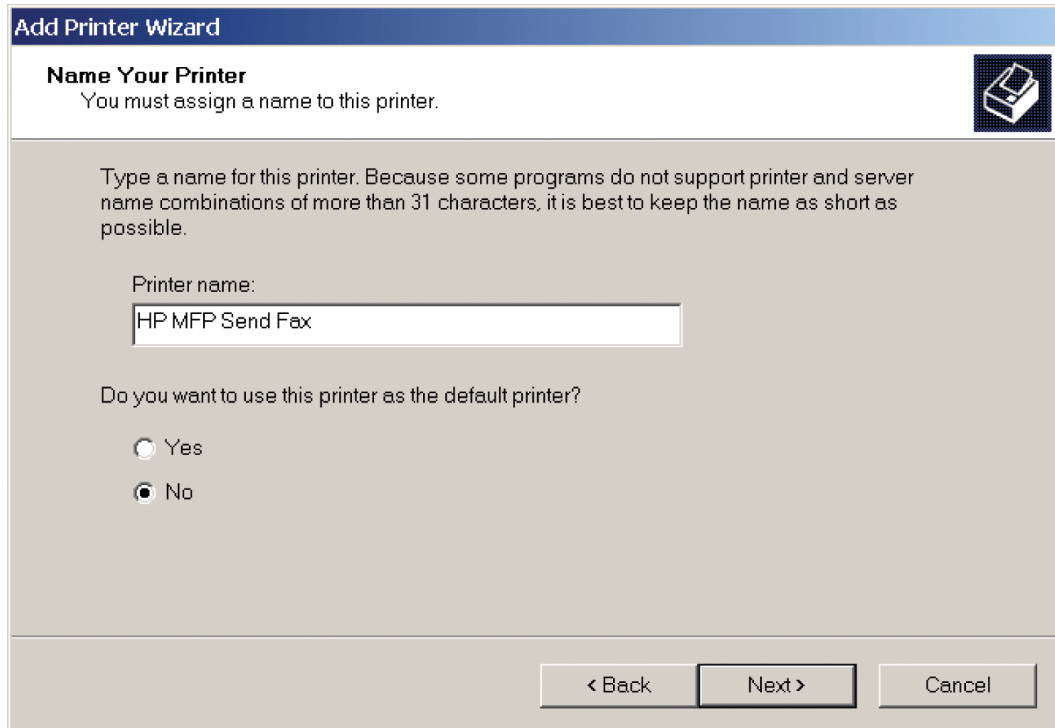 Add Printer Wizard
Name Your Printer
You must assign a name to this printer.
Type a name for this printer. Because some programs do not support printer and server
name combinations of more than 31 characters, it is best to keep the name as short as
possible.
Printer name:
HP MFP Send Fax
Do you want to use this printer as the default printer?
Yes
No
< Back
Next >
Cancel